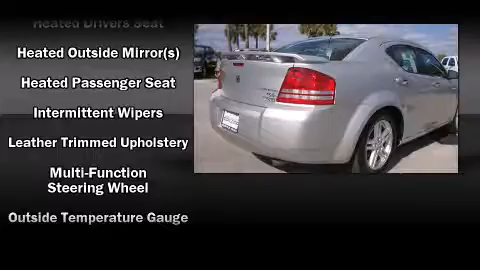 Heated Drivers Seat
Heated Outside Mirror(s)
Heated Passenger Seat
Intermittent Wipers
Leather Trimmed Upholstery
Multi-Function
Steering Wheel
Outside Temperature Gauge